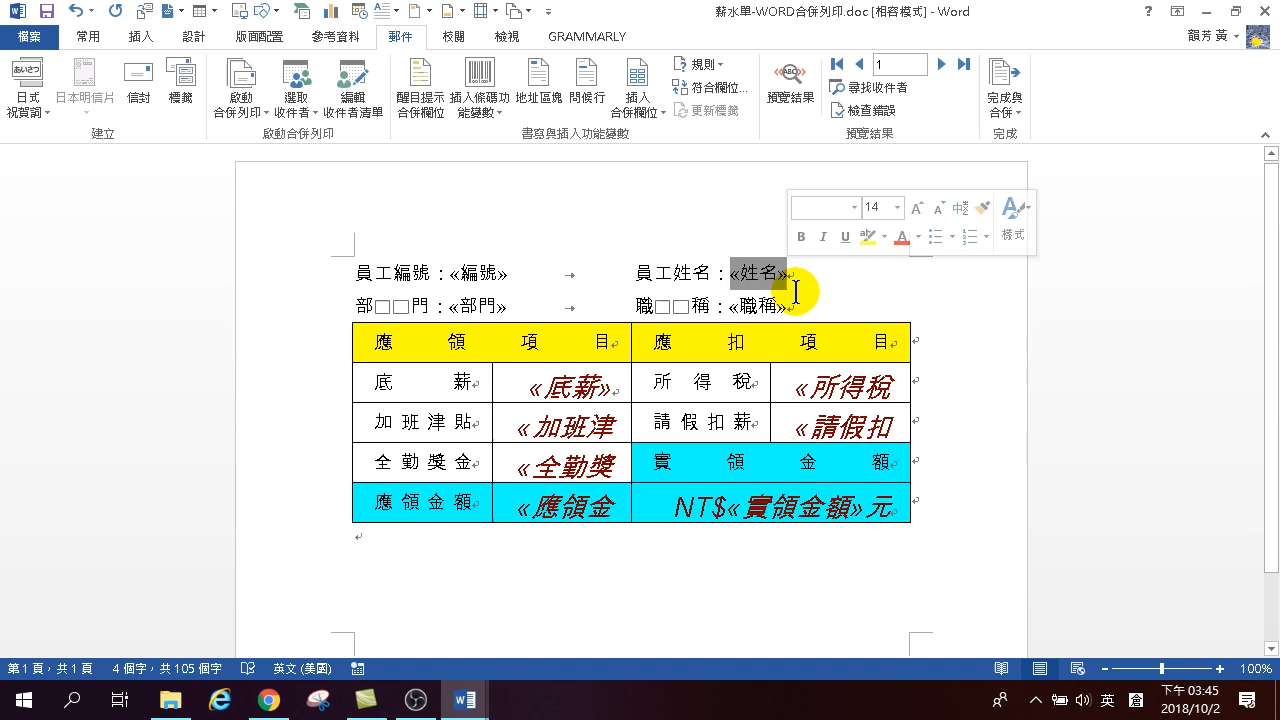 薪水單-WORD合併列印.doc [相容模式] - Word
檔案 常用 插入 設計 版面配置 參考資料 郵件 校閱 檢視 GRAMMARLY
韻芳 黃
日式 祝賀詞
日本明信片
信封
標籤
建立
啟動 合併列印
選取 收件者
編輯 收件者清單
啟動合併列印
醒目提示 合併欄位
插入條碼功能變數
地址區塊
問候行
插入 合併欄位
規則
符合欄位...
更新標籤
書寫與插入功能變數
預覽結果
1
尋找收件者
檢查錯誤
預覽結果
完成與 合併
完成
14
B I U
樣式
員工編號：«編號» → 員工姓名：«姓名»
部□□門：«部門» → 職□□稱：«職稱»
應領項目 應扣項目
底薪 «底薪» 所得稅 «所得稅
加班津貼 «加班津 請假扣薪 «請假扣
全勤獎金 «全勤獎 實領金額
應領金額 «應領金 NT$«實領金額»元
第 1 頁，共 1 頁 4 個字，共 105 個字 英文 (美國) 100%
英
下午 03:45
2018/10/2